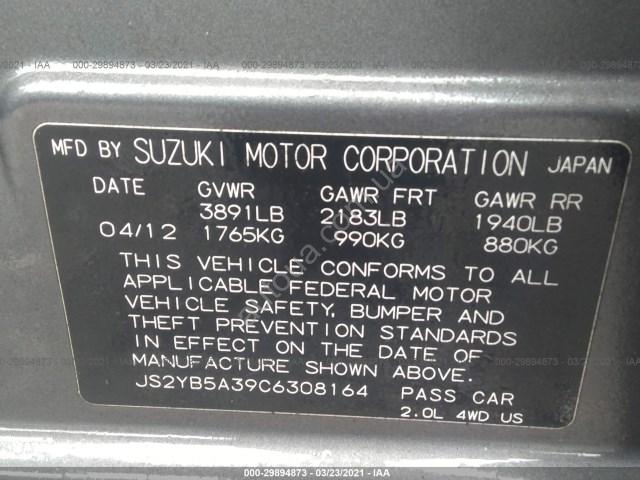 000-29894873 - 03/23/2021 - IAA
MFD BY SUZUKI MOTOR CORPORATION JAPAN
DATE GVWR GAWR FRT GAWR RR
3891LB 2183LB 1940LB
04/12 1765KG 990KG 880KG
THIS VEHICLE CONFORMS TO ALL
APPLICABLE FEDERAL MOTOR
VEHICLE SAFETY, BUMPER AND
THEFT PREVENTION STANDARDS
IN EFFECT ON THE DATE OF
MANUFACTURE SHOWN ABOVE.
JS2YB5A39C6308164 PASS CAR
2.0L 4WD US
000-29894873 - 03/23/2021 - IAA